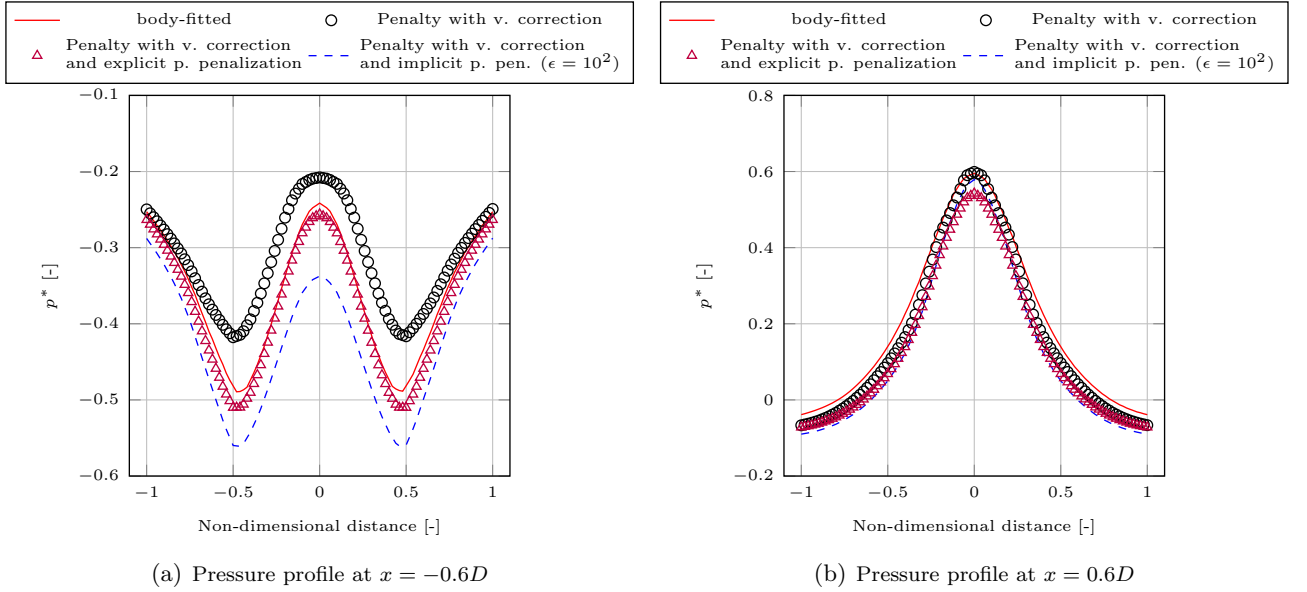 body-fitted
Penalty with v. correction
Penalty with v. correction
and explicit p. penalization
Penalty with v. correction
and implicit p. pen. (ϵ = 10²)
−0.1
−0.2
−0.3
−0.4
−0.5
−0.6
p* [-]
−1
−0.5
0
0.5
1
Non-dimensional distance [-]
(a) Pressure profile at x = −0.6D
body-fitted
Penalty with v. correction
Penalty with v. correction
and explicit p. penalization
Penalty with v. correction
and implicit p. pen. (ϵ = 10²)
0.8
0.6
0.4
0.2
0
−0.2
p* [-]
−1
−0.5
0
0.5
1
Non-dimensional distance [-]
(b) Pressure profile at x = 0.6D